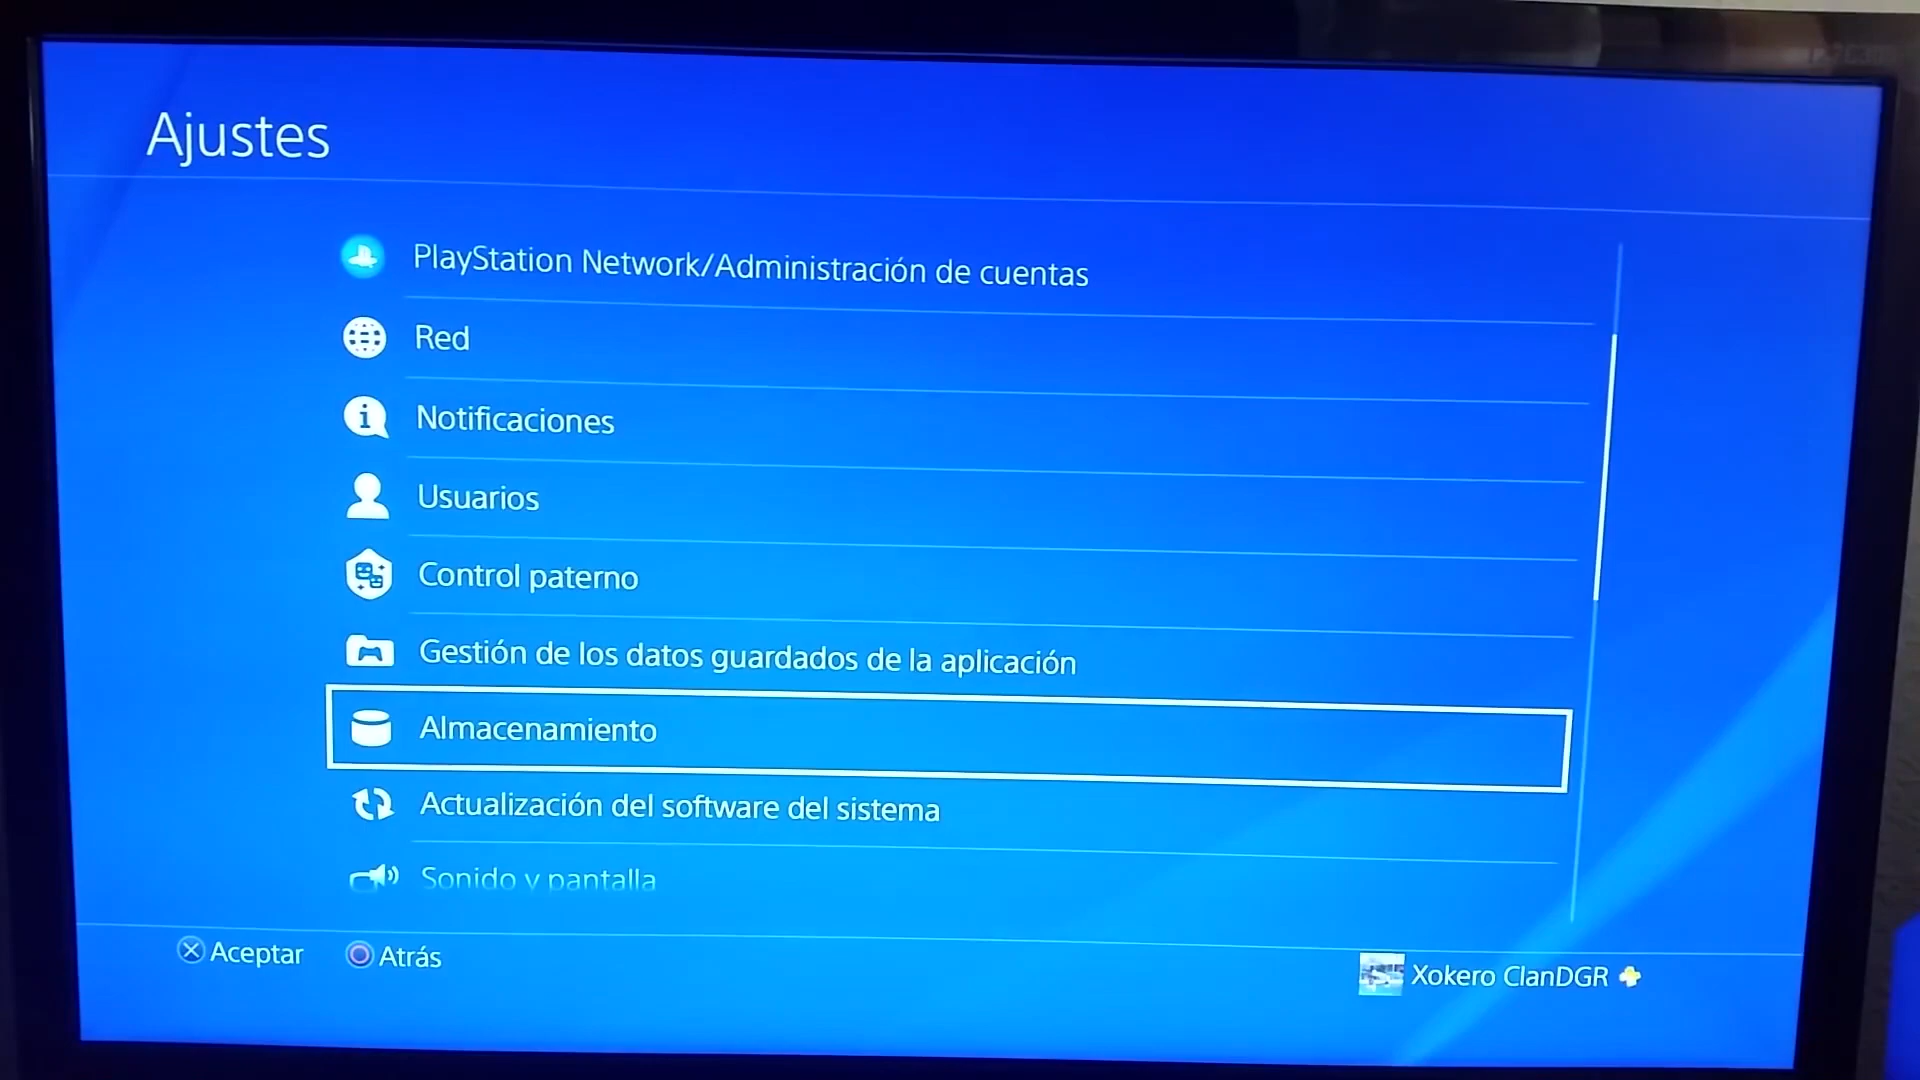 Ajustes
PlayStation Network/Administración de cuentas
Red
Notificaciones
Usuarios
Control paterno
Gestión de los datos guardados de la aplicación
Almacenamiento
Actualización del software del sistema
Sonido y pantalla
Aceptar Atrás
Xokero ClanDGR